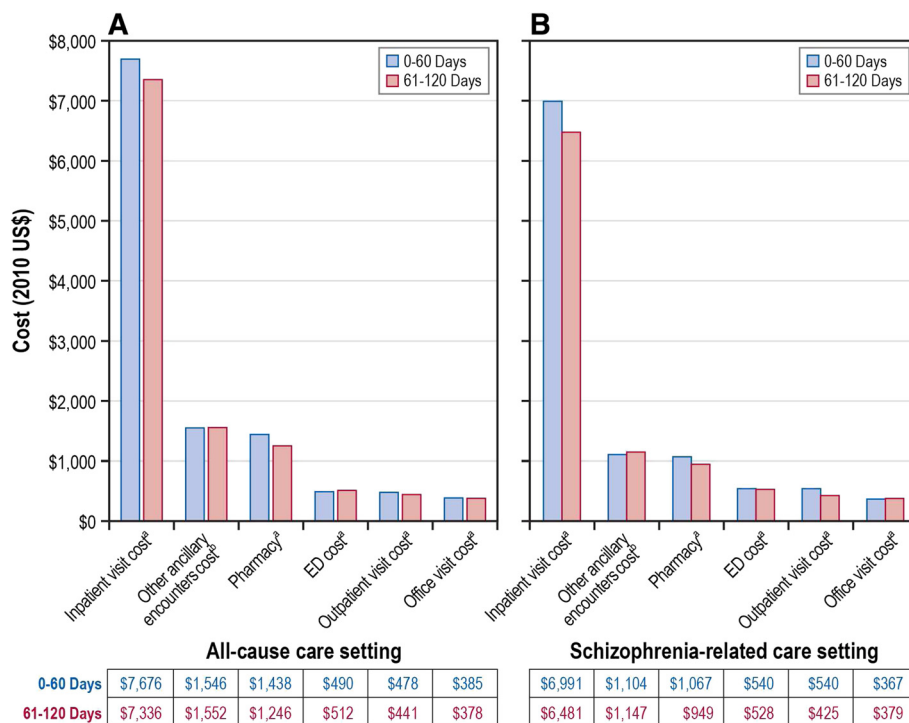 A
B
0-60 Days
61-120 Days
0-60 Days
61-120 Days
Cost (2010 US$)
$8,000
$7,000
$6,000
$5,000
$4,000
$3,000
$2,000
$1,000
$0
Inpatient visit costᵃ
Other ancillary
encounters costᵇ
Pharmacyᵃ
ED costᵃ
Outpatient visit costᵃ
Office visit costᵃ
Inpatient visit costᵃ
Other ancillary
encounters costᵇ
Pharmacyᵃ
ED costᵃ
Outpatient visit costᵃ
Office visit costᵃ
All-cause care setting
Schizophrenia-related care setting
0-60 Days $7,676 $1,546 $1,438 $490 $478 $385 $6,991 $1,104 $1,067 $540 $540 $367
61-120 Days $7,336 $1,552 $1,246 $512 $441 $378 $6,481 $1,147 $949 $528 $425 $379